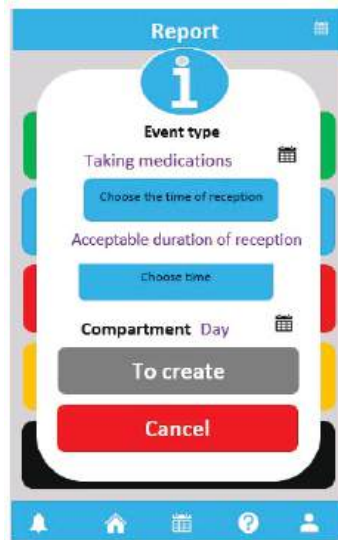 Report
Event type
Taking medications
Choose the time of reception
Acceptable duration of reception
Choose time
Compartment Day
To create
Cancel